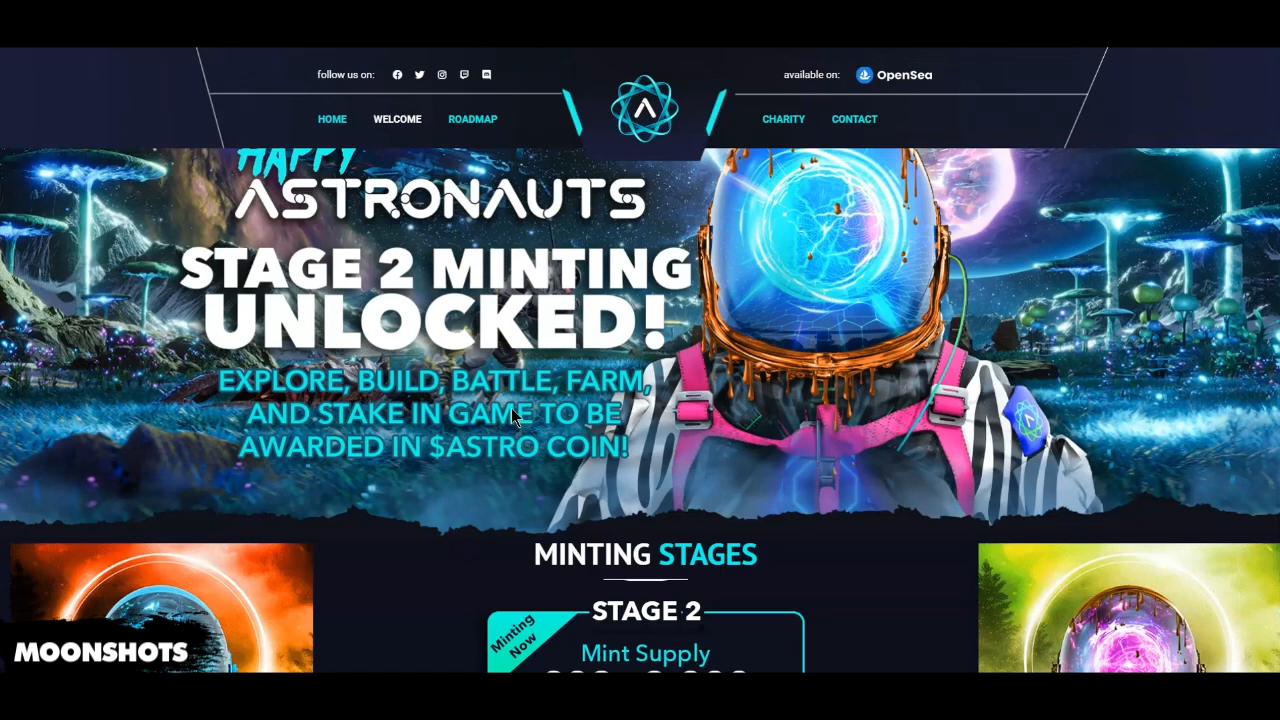 follow us on:
available on:
OpenSea
HOME
WELCOME
ROADMAP
CHARITY
CONTACT
HAPPY
ASTRONAUTS
STAGE 2 MINTING
UNLOCKED!
EXPLORE, BUILD, BATTLE, FARM,
AND STAKE IN GAME TO BE
AWARDED IN $ASTRO COIN!
MINTING STAGES
STAGE 2
Minting
Now
Mint Supply
MOONSHOTS